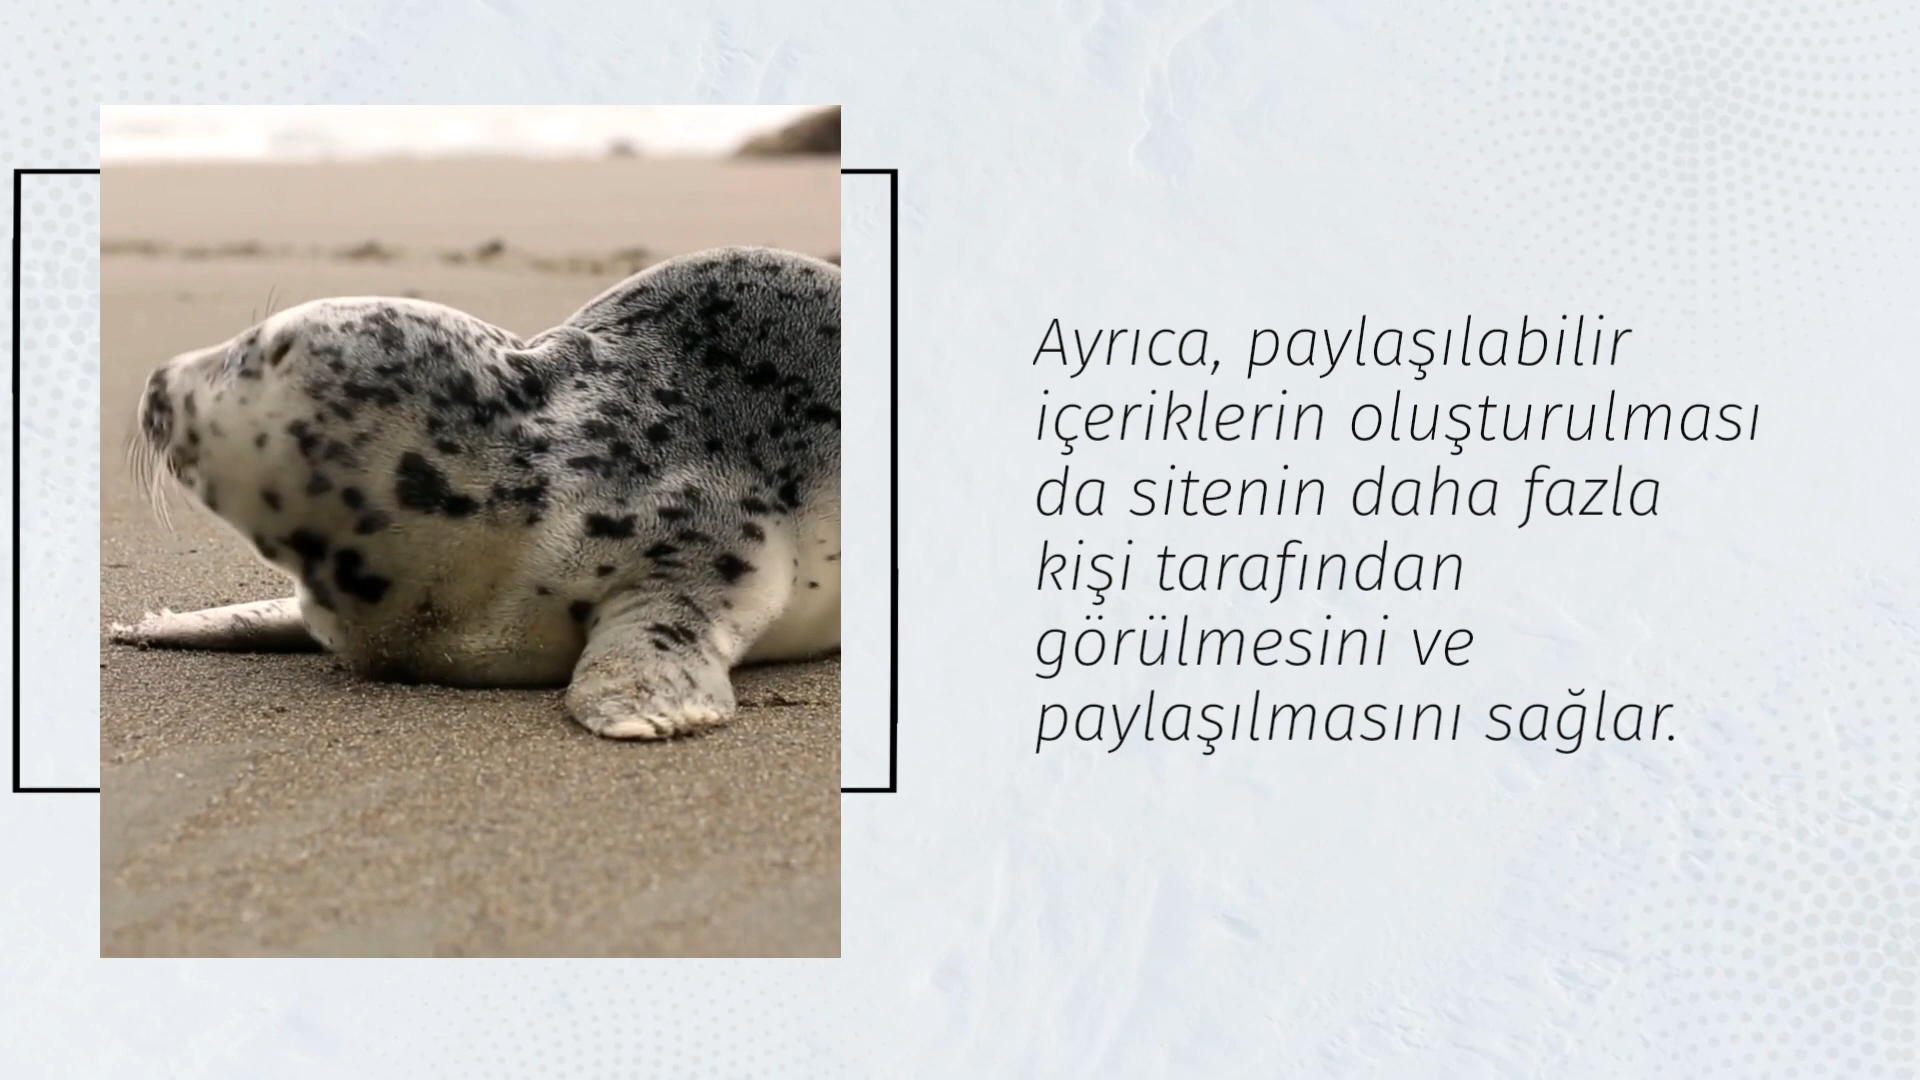 Ayrıca, paylaşılabilir
içeriklerin oluşturulması
da sitenin daha fazla
kişi tarafından
görülmesini ve
paylaşılmasını sağlar.